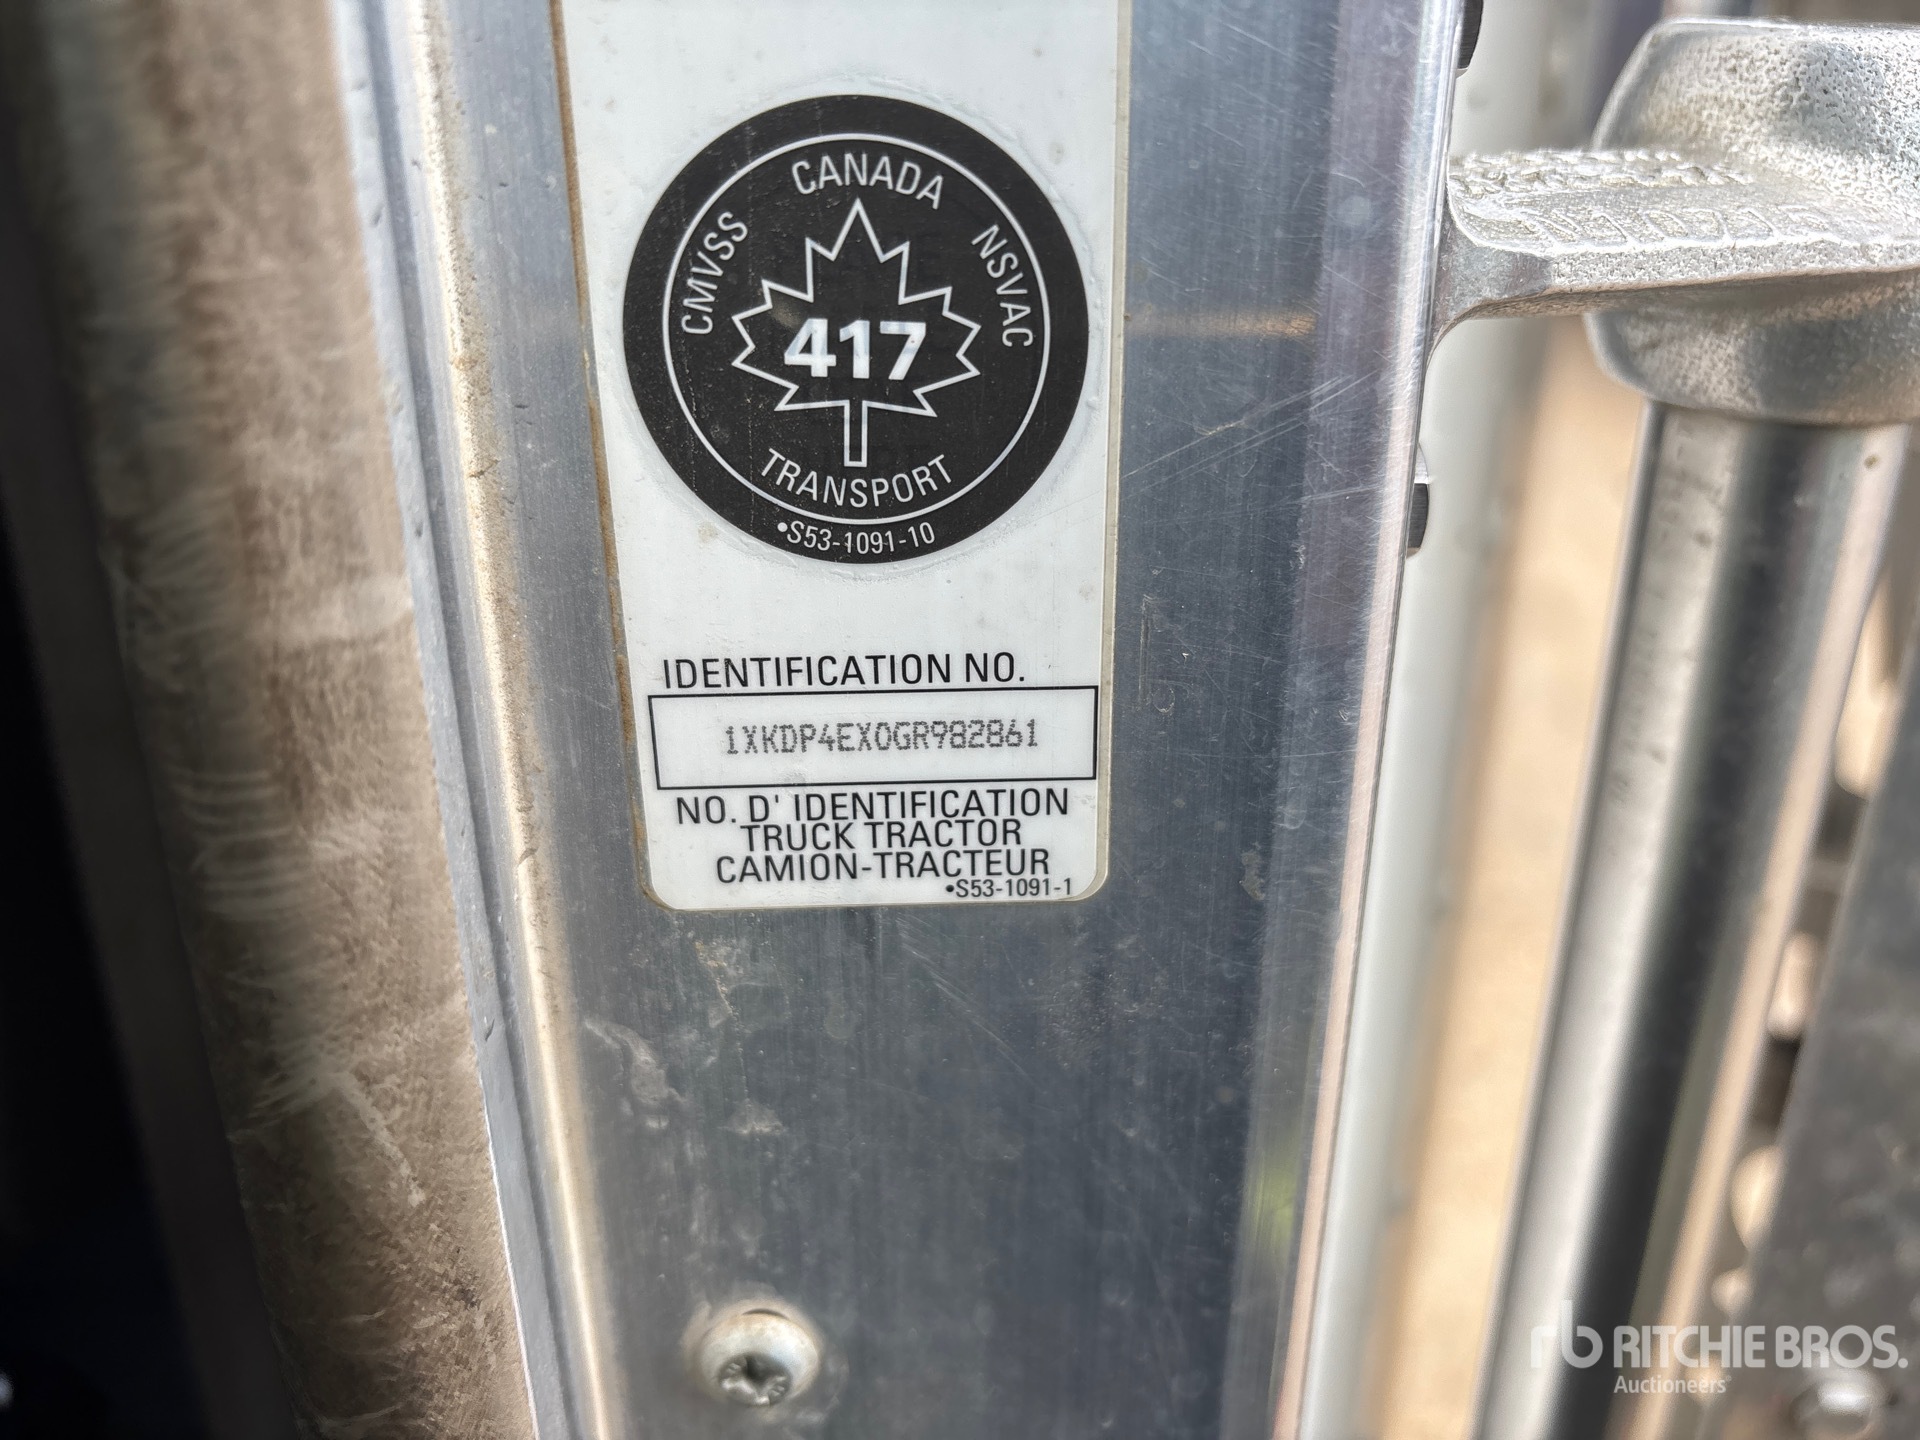 CANADA
CMVSS
NSVAC
417
TRANSPORT
•S53-1091-10
IDENTIFICATION NO.
1XKDP4EX0GR982861
NO. D' IDENTIFICATION
TRUCK TRACTOR
CAMION-TRACTEUR
•S53-1091-1
rb RITCHIE BROS.
Auctioneers